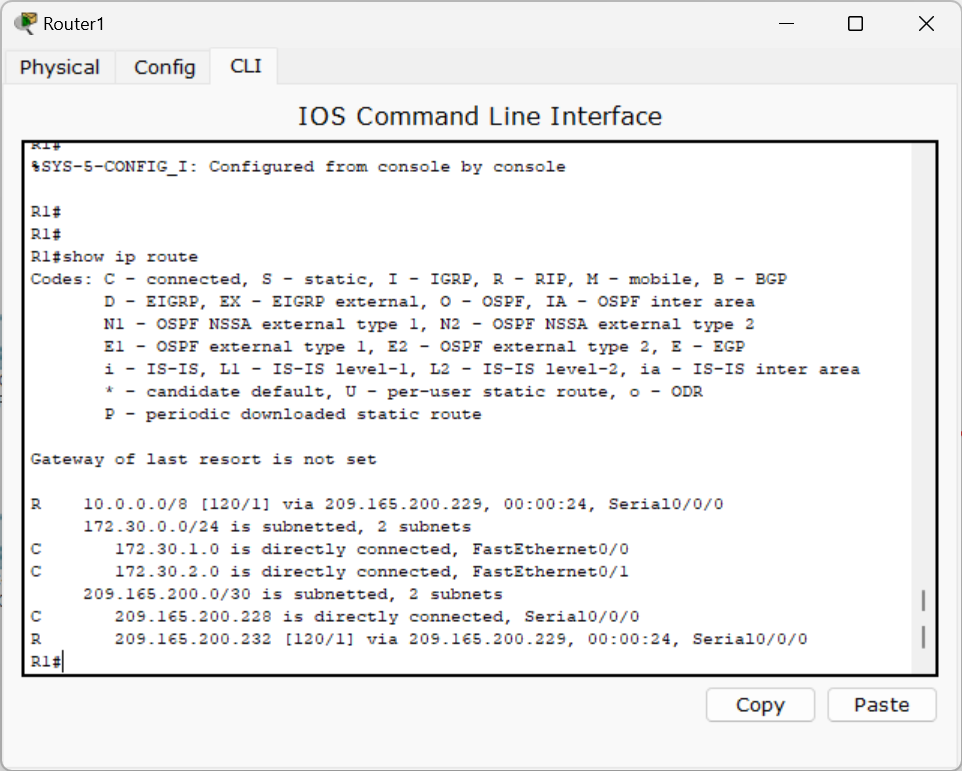 Router1
Physical Config CLI
IOS Command Line Interface
R1#
%SYS-5-CONFIG_I: Configured from console by console
R1#
R1#
R1#show ip route
Codes: C - connected, S - static, I - IGRP, R - RIP, M - mobile, B - BGP
       D - EIGRP, EX - EIGRP external, O - OSPF, IA - OSPF inter area
       N1 - OSPF NSSA external type 1, N2 - OSPF NSSA external type 2
       E1 - OSPF external type 1, E2 - OSPF external type 2, E - EGP
       i - IS-IS, L1 - IS-IS level-1, L2 - IS-IS level-2, ia - IS-IS inter area
       * - candidate default, U - per-user static route, o - ODR
       P - periodic downloaded static route
Gateway of last resort is not set
R    10.0.0.0/8 [120/1] via 209.165.200.229, 00:00:24, Serial0/0/0
     172.30.0.0/24 is subnetted, 2 subnets
C       172.30.1.0 is directly connected, FastEthernet0/0
C       172.30.2.0 is directly connected, FastEthernet0/1
     209.165.200.0/30 is subnetted, 2 subnets
C       209.165.200.228 is directly connected, Serial0/0/0
R       209.165.200.232 [120/1] via 209.165.200.229, 00:00:24, Serial0/0/0
R1#
Copy Paste